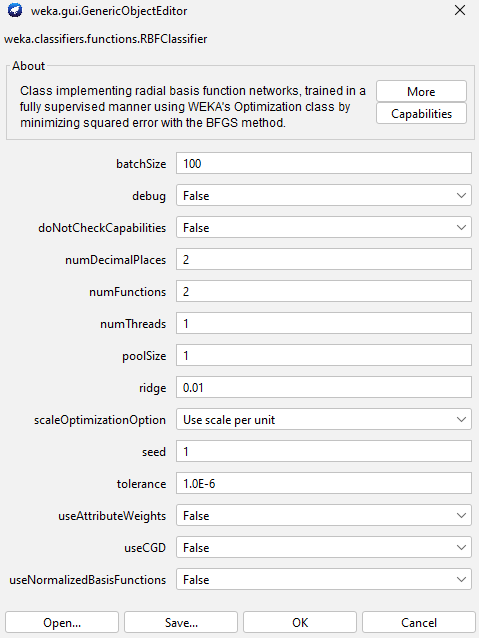 weka.gui.GenericObjectEditor
weka.classifiers.functions.RBFClassifier
About
Class implementing radial basis function networks, trained in a
fully supervised manner using WEKA's Optimization class by
minimizing squared error with the BFGS method.
More
Capabilities
batchSize 100
debug False
doNotCheckCapabilities False
numDecimalPlaces 2
numFunctions 2
numThreads 1
poolSize 1
ridge 0.01
scaleOptimizationOption Use scale per unit
seed 1
tolerance 1.0E-6
useAttributeWeights False
useCGD False
useNormalizedBasisFunctions False
Open... Save... OK Cancel